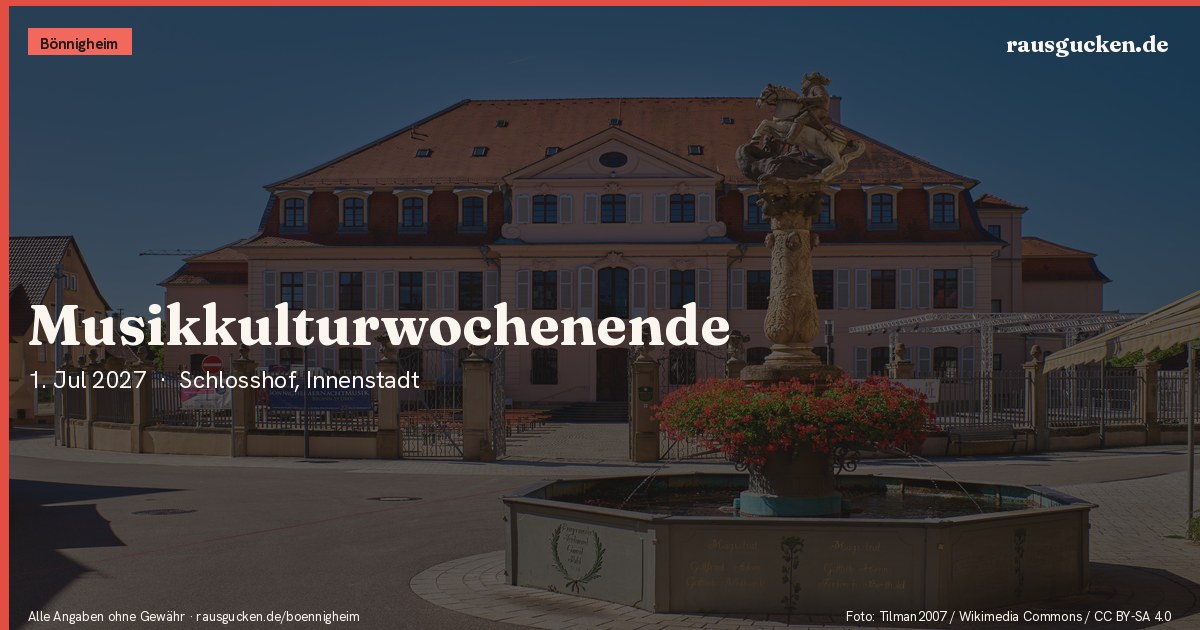 Bönnigheim
rausgucken.de
Musikkulturwochenende
1. Jul 2027 · Schlosshof, Innenstadt
Alle Angaben ohne Gewähr · rausgucken.de/boennigheim
Foto: Tilman2007 / Wikimedia Commons / CC BY-SA 4.0